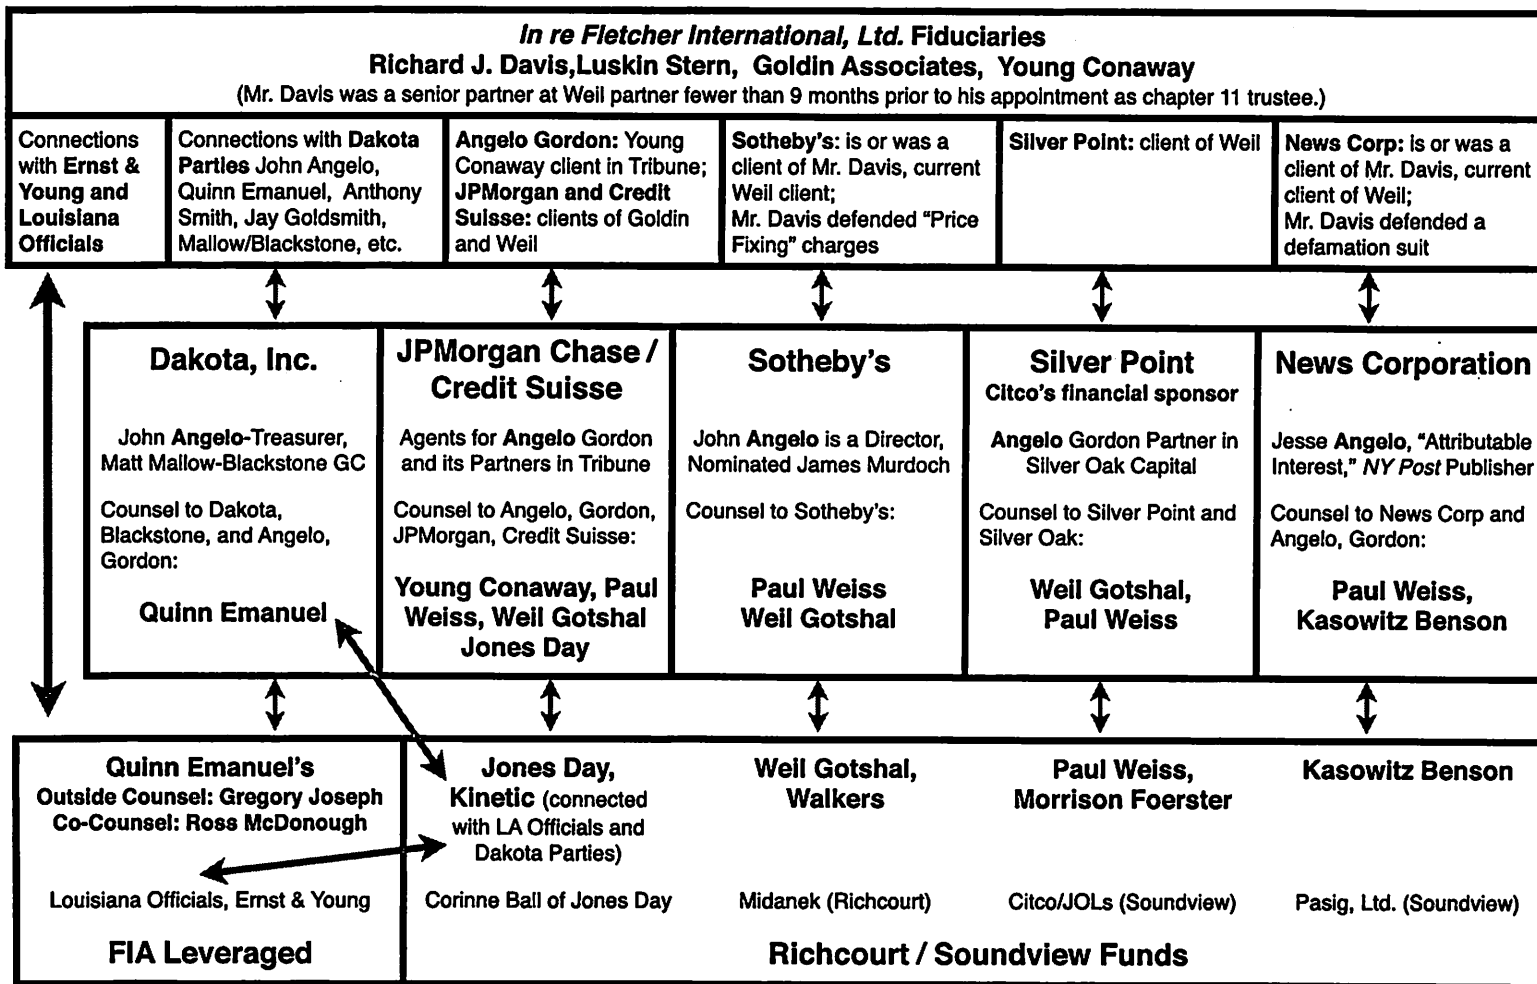 In re Fletcher International, Ltd. Fiduciaries
Richard J. Davis,Luskin Stern, Goldin Associates, Young Conaway
(Mr. Davis was a senior partner at Weil partner fewer than 9 months prior to his appointment as chapter 11 trustee.)
Connections
with Ernst &
Young and
Louisiana
Officials
Connections with Dakota
Parties John Angelo,
Quinn Emanuel, Anthony
Smith, Jay Goldsmith,
Mallow/Blackstone, etc.
Angelo Gordon: Young
Conaway client in Tribune;
JPMorgan and Credit
Suisse: clients of Goldin
and Weil
Sotheby's: is or was a
client of Mr. Davis, current
Weil client;
Mr. Davis defended "Price
Fixing" charges
Silver Point: client of Weil
News Corp: is or was a
client of Mr. Davis, current
client of Weil;
Mr. Davis defended a
defamation suit
Dakota, Inc.
John Angelo-Treasurer,
Matt Mallow-Blackstone GC
Counsel to Dakota,
Blackstone, and Angelo,
Gordon:
Quinn Emanuel
JPMorgan Chase /
Credit Suisse
Agents for Angelo Gordon
and its Partners in Tribune
Counsel to Angelo, Gordon,
JPMorgan, Credit Suisse:
Young Conaway, Paul
Weiss, Weil Gotshal
Jones Day
Sotheby's
John Angelo is a Director,
Nominated James Murdoch
Counsel to Sotheby's:
Paul Weiss
Weil Gotshal
Silver Point
Citco's financial sponsor
Angelo Gordon Partner in
Silver Oak Capital
Counsel to Silver Point and
Silver Oak:
Weil Gotshal,
Paul Weiss
News Corporation
Jesse Angelo, "Attributable
Interest," NY Post Publisher
Counsel to News Corp and
Angelo, Gordon:
Paul Weiss,
Kasowitz Benson
Quinn Emanuel's
Outside Counsel: Gregory Joseph
Co-Counsel: Ross McDonough
Louisiana Officials, Ernst & Young
FIA Leveraged
Jones Day,
Kinetic (connected
with LA Officials and
Dakota Parties)
Corinne Ball of Jones Day
Weil Gotshal,
Walkers
Midanek (Richcourt)
Paul Weiss,
Morrison Foerster
Citco/JOLs (Soundview)
Kasowitz Benson
Pasig, Ltd. (Soundview)
Richcourt / Soundview Funds